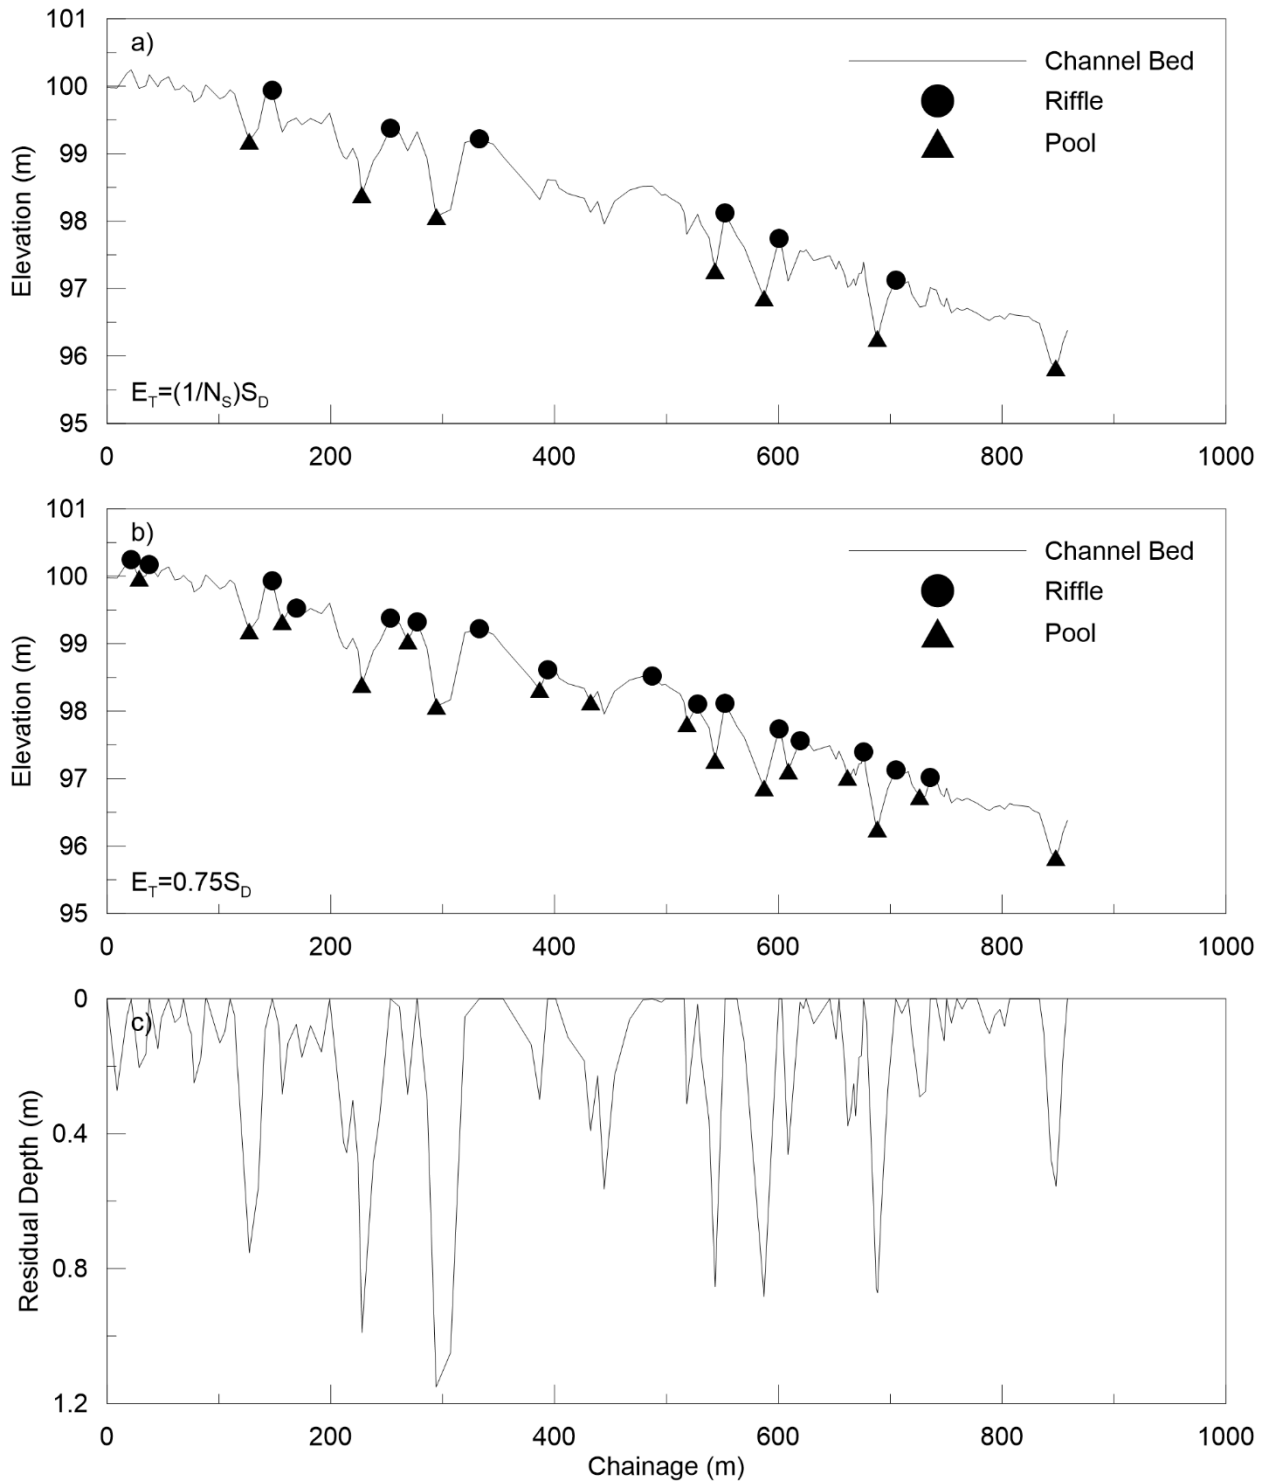 101
a)
Channel Bed
100
Riffle
Pool
99
98
97
96
95
Elevation (m)
E_T=(1/N_S)S_D
0 200 400 600 800 1000
101
b)
Channel Bed
100
Riffle
Pool
99
98
97
96
95
Elevation (m)
E_T=0.75S_D
0 200 400 600 800 1000
0
c)
0.4
0.8
1.2
Residual Depth (m)
0 200 400 600 800 1000
Chainage (m)